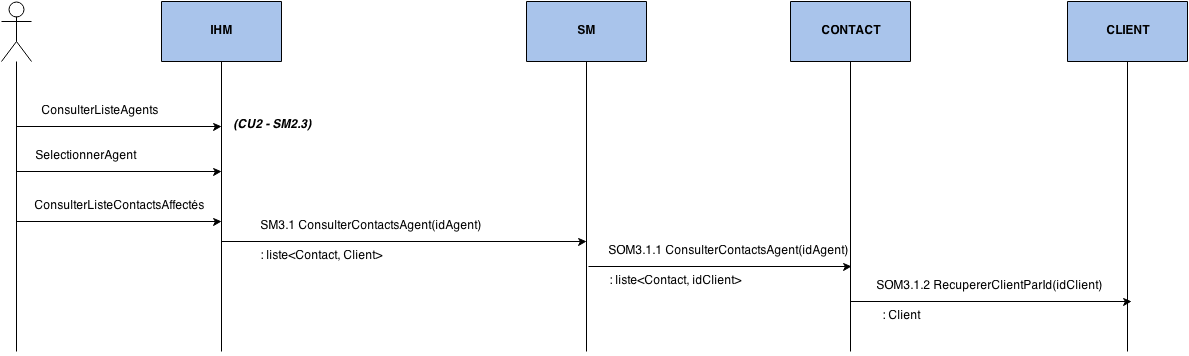 IHM
SM
CONTACT
CLIENT
ConsulterListeAgents
(CU2 - SM2.3)
SelectionnerAgent
ConsulterListeContactsAffectés
SM3.1 ConsulterContactsAgent(idAgent)
: liste<Contact, Client>
SOM3.1.1 ConsulterContactsAgent(idAgent)
: liste<Contact, idClient>
SOM3.1.2 RecupererClientParId(idClient)
: Client